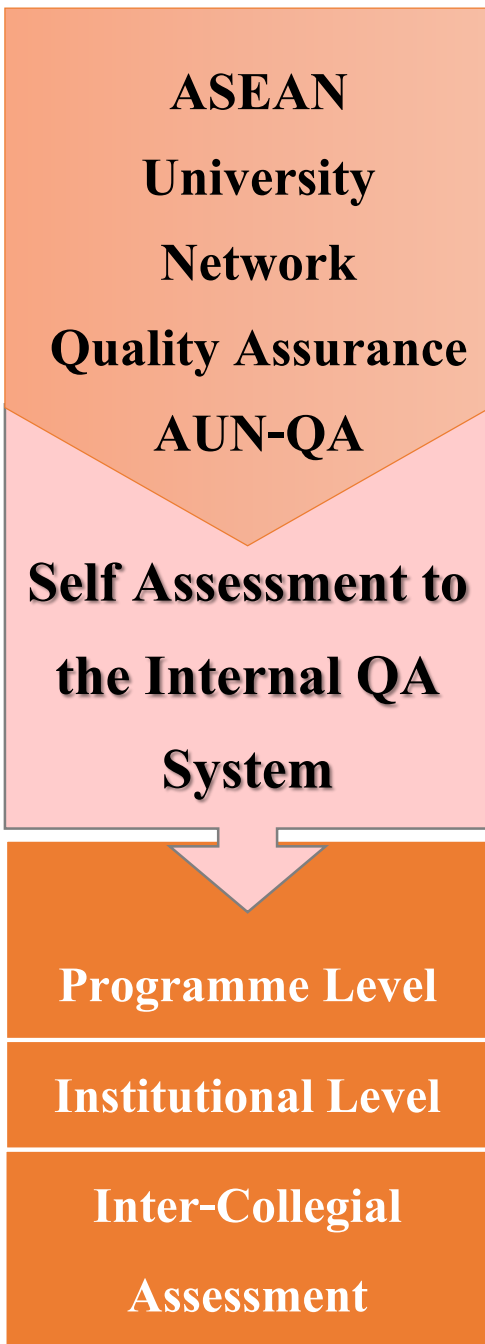 ASEAN
University
Network
Quality Assurance
AUN-QA
Self Assessment to
the Internal QA
System
Programme Level
Institutional Level
Inter-Collegial
Assessment